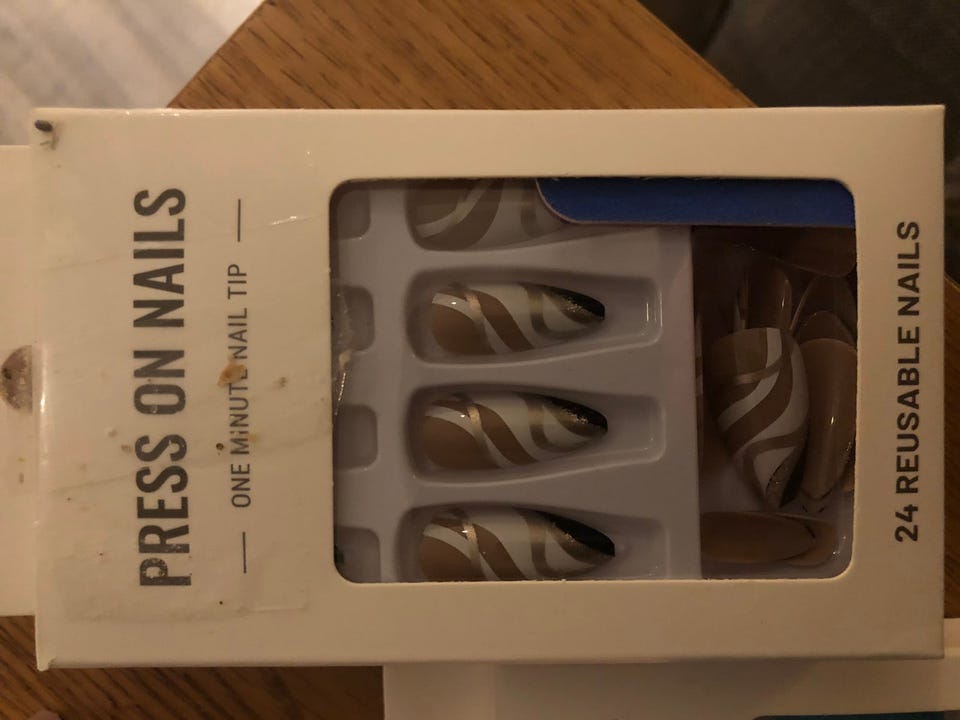 PRESS ON NAILS
ONE MINUTE NAIL TIP
24 REUSABLE NAILS